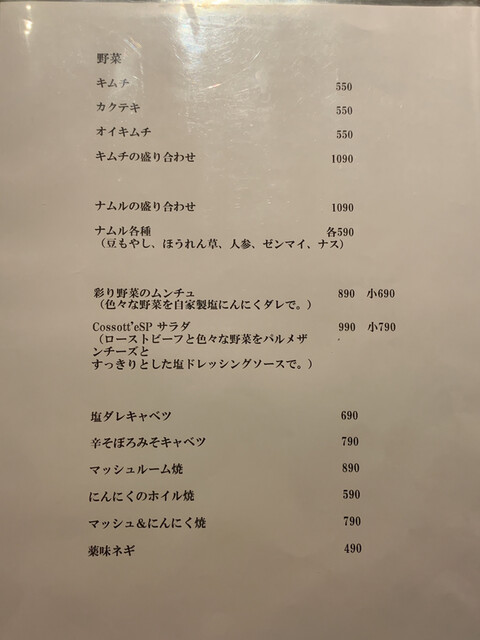 野菜
キムチ 550
カクテキ 550
オイキムチ 550
キムチの盛り合わせ 1090
ナムルの盛り合わせ 1090
ナムル各種 各590
（豆もやし、ほうれん草、人参、ゼンマイ、ナス）
彩り野菜のムンチュ 890 小690
（色々な野菜を自家製塩にんにくダレで。）
Cossott'eSP サラダ 990 小790
（ローストビーフと色々な野菜をパルメザ
ンチーズと
すっきりとした塩ドレッシングソースで。）
塩ダレキャベツ 690
辛そぼろみそキャベツ 790
マッシュルーム焼 890
にんにくのホイル焼 590
マッシュ&にんにく焼 790
薬味ネギ 490